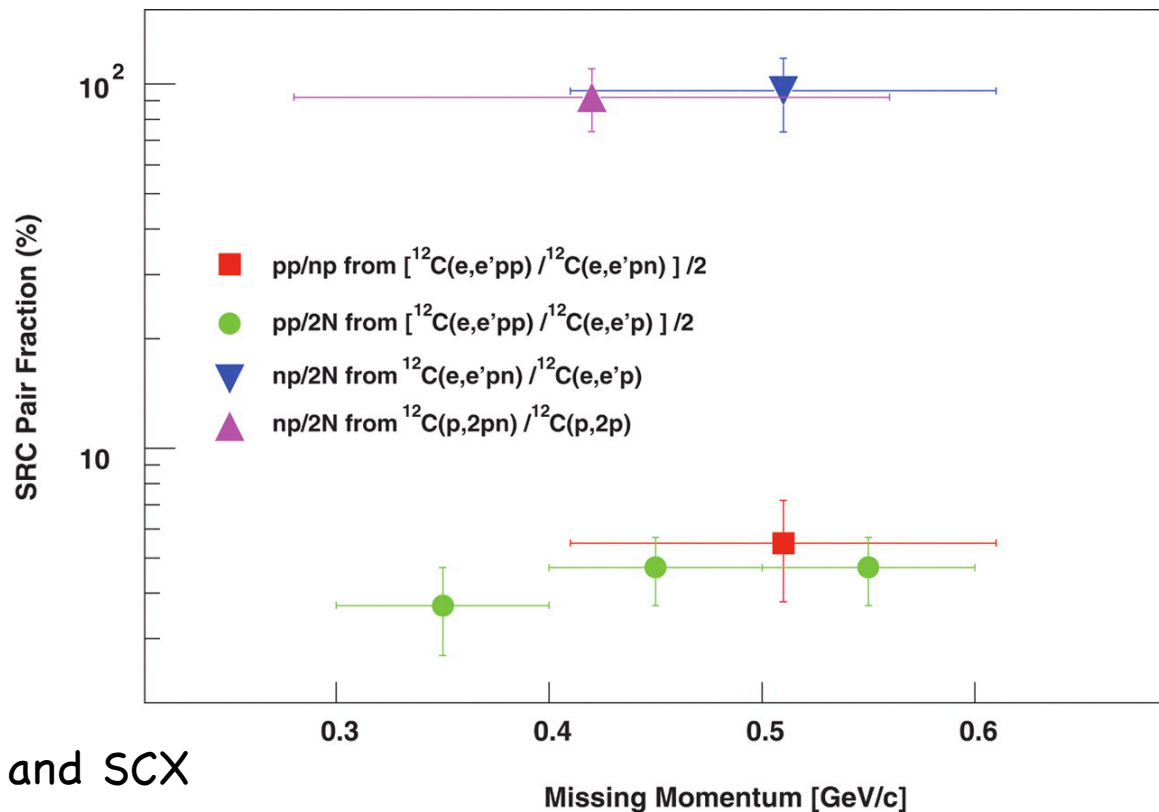 10²
SRC Pair Fraction (%)
pp/np from [¹²C(e,e'pp) /¹²C(e,e'pn) ] /2
pp/2N from [¹²C(e,e'pp) /¹²C(e,e'p) ] /2
np/2N from ¹²C(e,e'pn) /¹²C(e,e'p)
np/2N from ¹²C(p,2pn) /¹²C(p,2p)
10
0.3 0.4 0.5 0.6
and SCX
Missing Momentum [GeV/c]